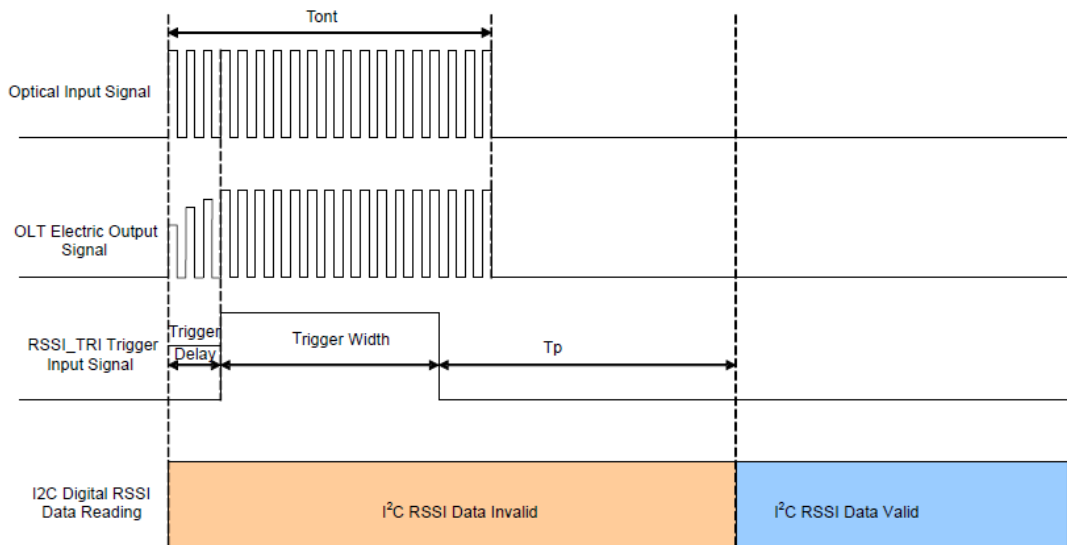 Tont
Optical Input Signal
OLT Electric Output
Signal
RSSI_TRI Trigger
Input Signal
Trigger
Delay
Trigger Width
Tp
I2C Digital RSSI
Data Reading
I²C RSSI Data Invalid
I²C RSSI Data Valid